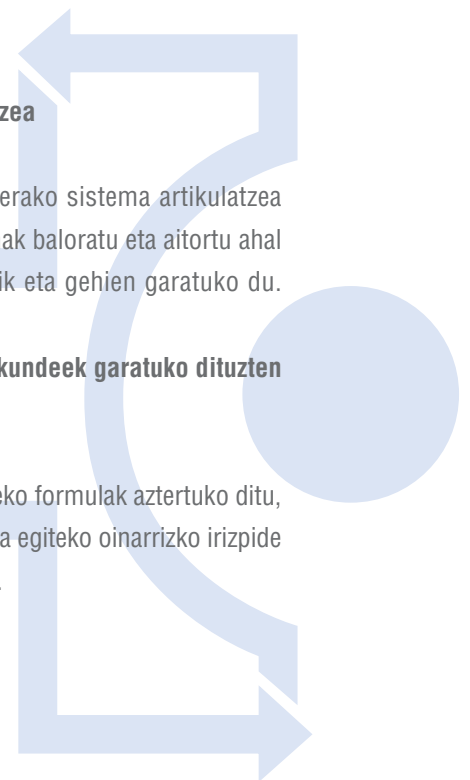 zea
erako sistema artikulatzea
ak baloratu eta aitortu ahal
ik eta gehien garatuko du.
kundeek garatuko dituzten
eko formulak aztertuko ditu,
a egiteko oinarrizko irizpide
.